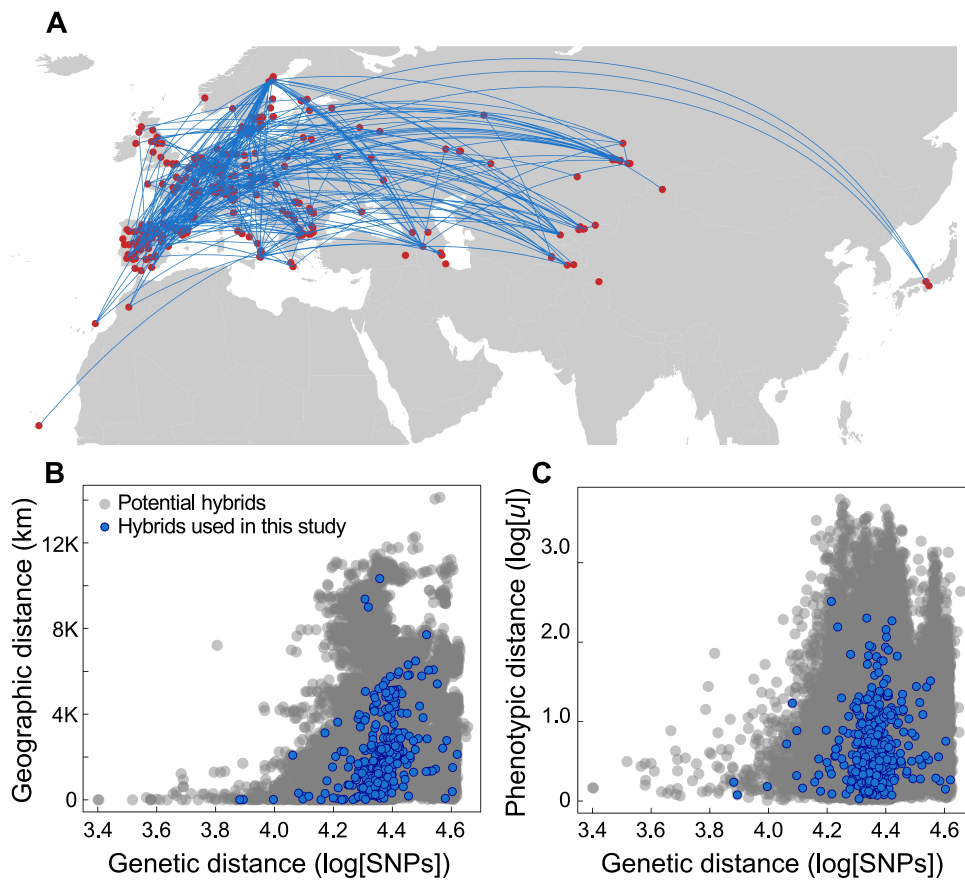 A
B
Geographic distance (km)
12K
8K
4K
0
Potential hybrids
Hybrids used in this study
3.4 3.6 3.8 4.0 4.2 4.4 4.6
Genetic distance (log[SNPs])
C
Phenotypic distance (log[u])
3.0
2.0
1.0
0
3.4 3.6 3.8 4.0 4.2 4.4 4.6
Genetic distance (log[SNPs])